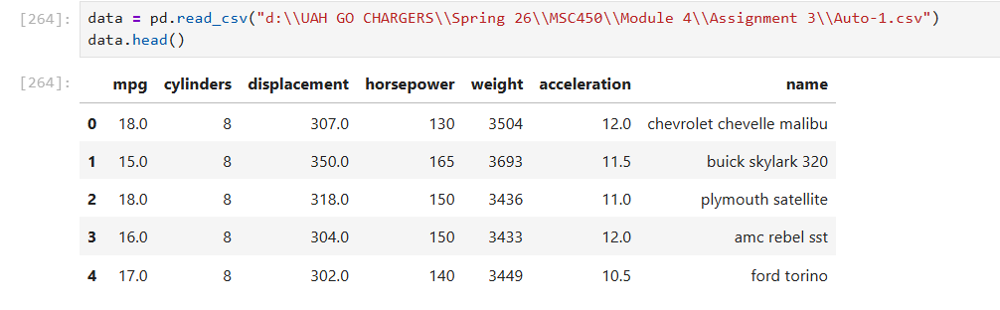 [264]: data = pd.read_csv("d:\\UAH GO CHARGERS\\Spring 26\\MSC450\\Module 4\\Assignment 3\\Auto-1.csv")
data.head()
[264]: mpg cylinders displacement horsepower weight acceleration name
0 18.0 8 307.0 130 3504 12.0 chevrolet chevelle malibu
1 15.0 8 350.0 165 3693 11.5 buick skylark 320
2 18.0 8 318.0 150 3436 11.0 plymouth satellite
3 16.0 8 304.0 150 3433 12.0 amc rebel sst
4 17.0 8 302.0 140 3449 10.5 ford torino